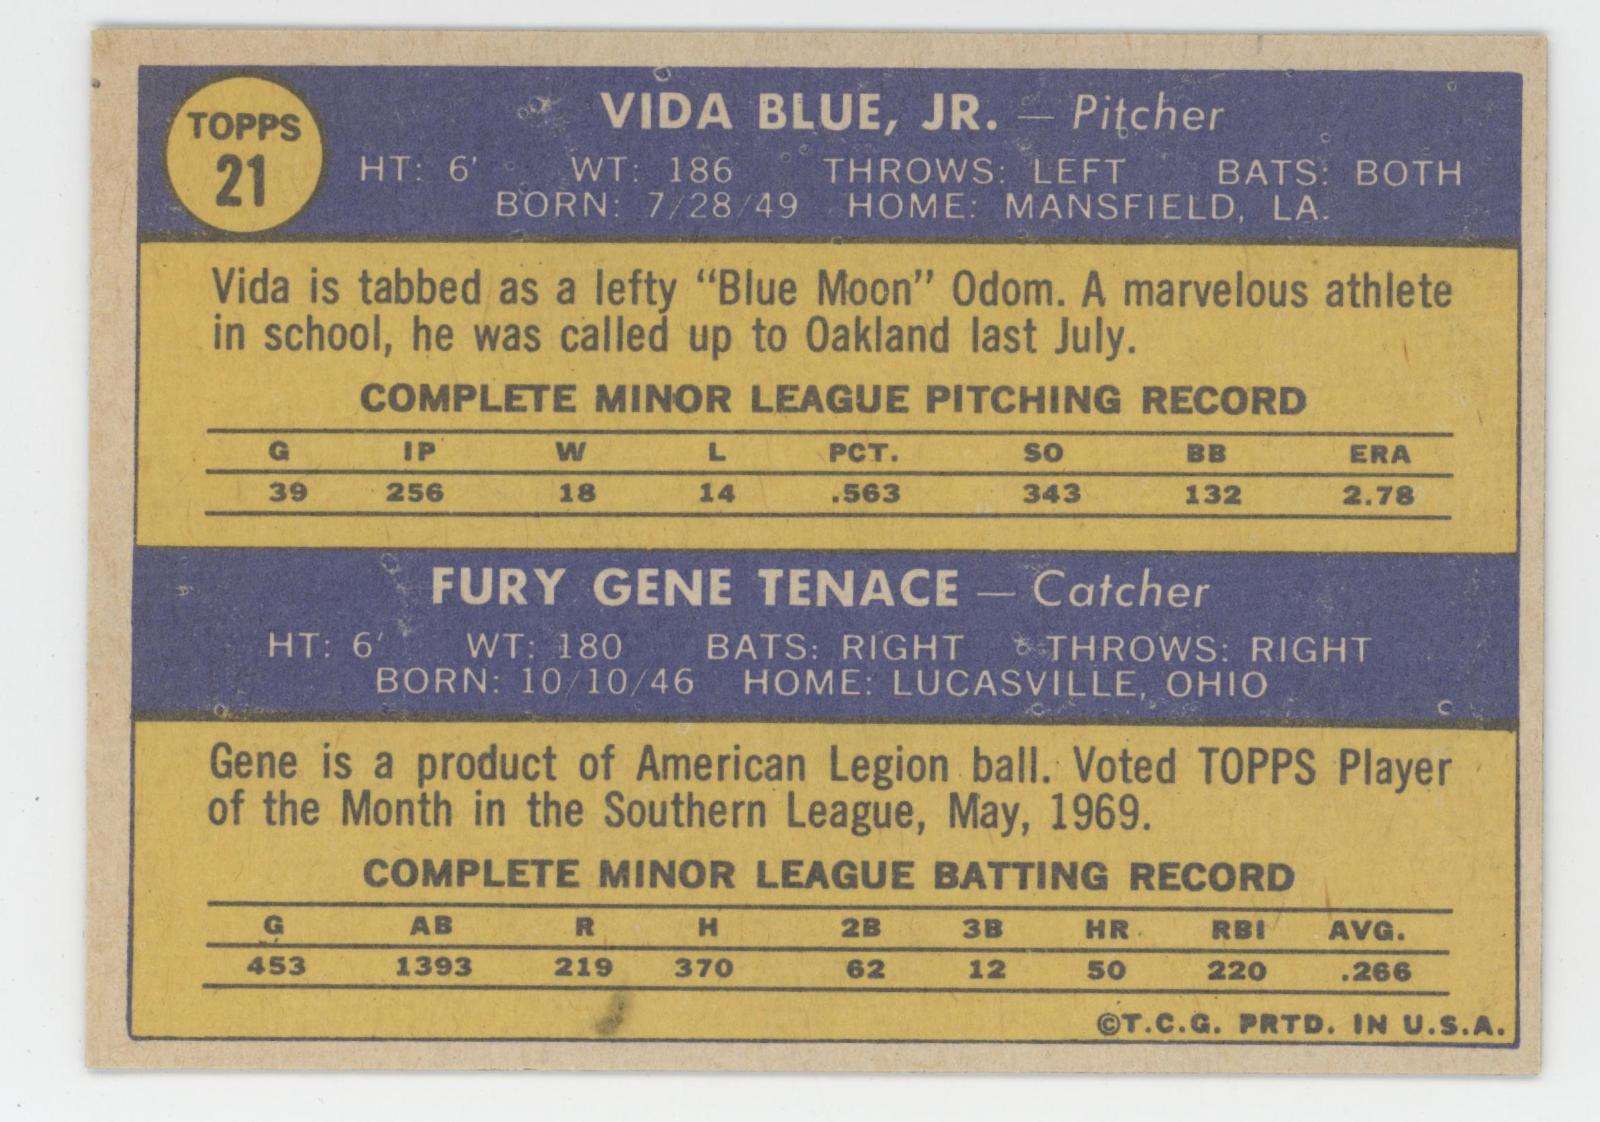 TOPPS
21
VIDA BLUE, JR. — Pitcher
HT: 6' WT: 186 THROWS: LEFT BATS: BOTH
BORN: 7/28/49 HOME: MANSFIELD, LA.
Vida is tabbed as a lefty “Blue Moon” Odom. A marvelous athlete
in school, he was called up to Oakland last July.
COMPLETE MINOR LEAGUE PITCHING RECORD
G IP W L PCT. SO BB ERA
39 256 18 14 .563 343 132 2.78
FURY GENE TENACE — Catcher
HT: 6' WT: 180 BATS: RIGHT THROWS: RIGHT
BORN: 10/10/46 HOME: LUCASVILLE, OHIO
Gene is a product of American Legion ball. Voted TOPPS Player
of the Month in the Southern League, May, 1969.
COMPLETE MINOR LEAGUE BATTING RECORD
G AB R H 2B 3B HR RBI AVG.
453 1393 219 370 62 12 50 220 .266
©T.C.G. PRTD. IN U.S.A.